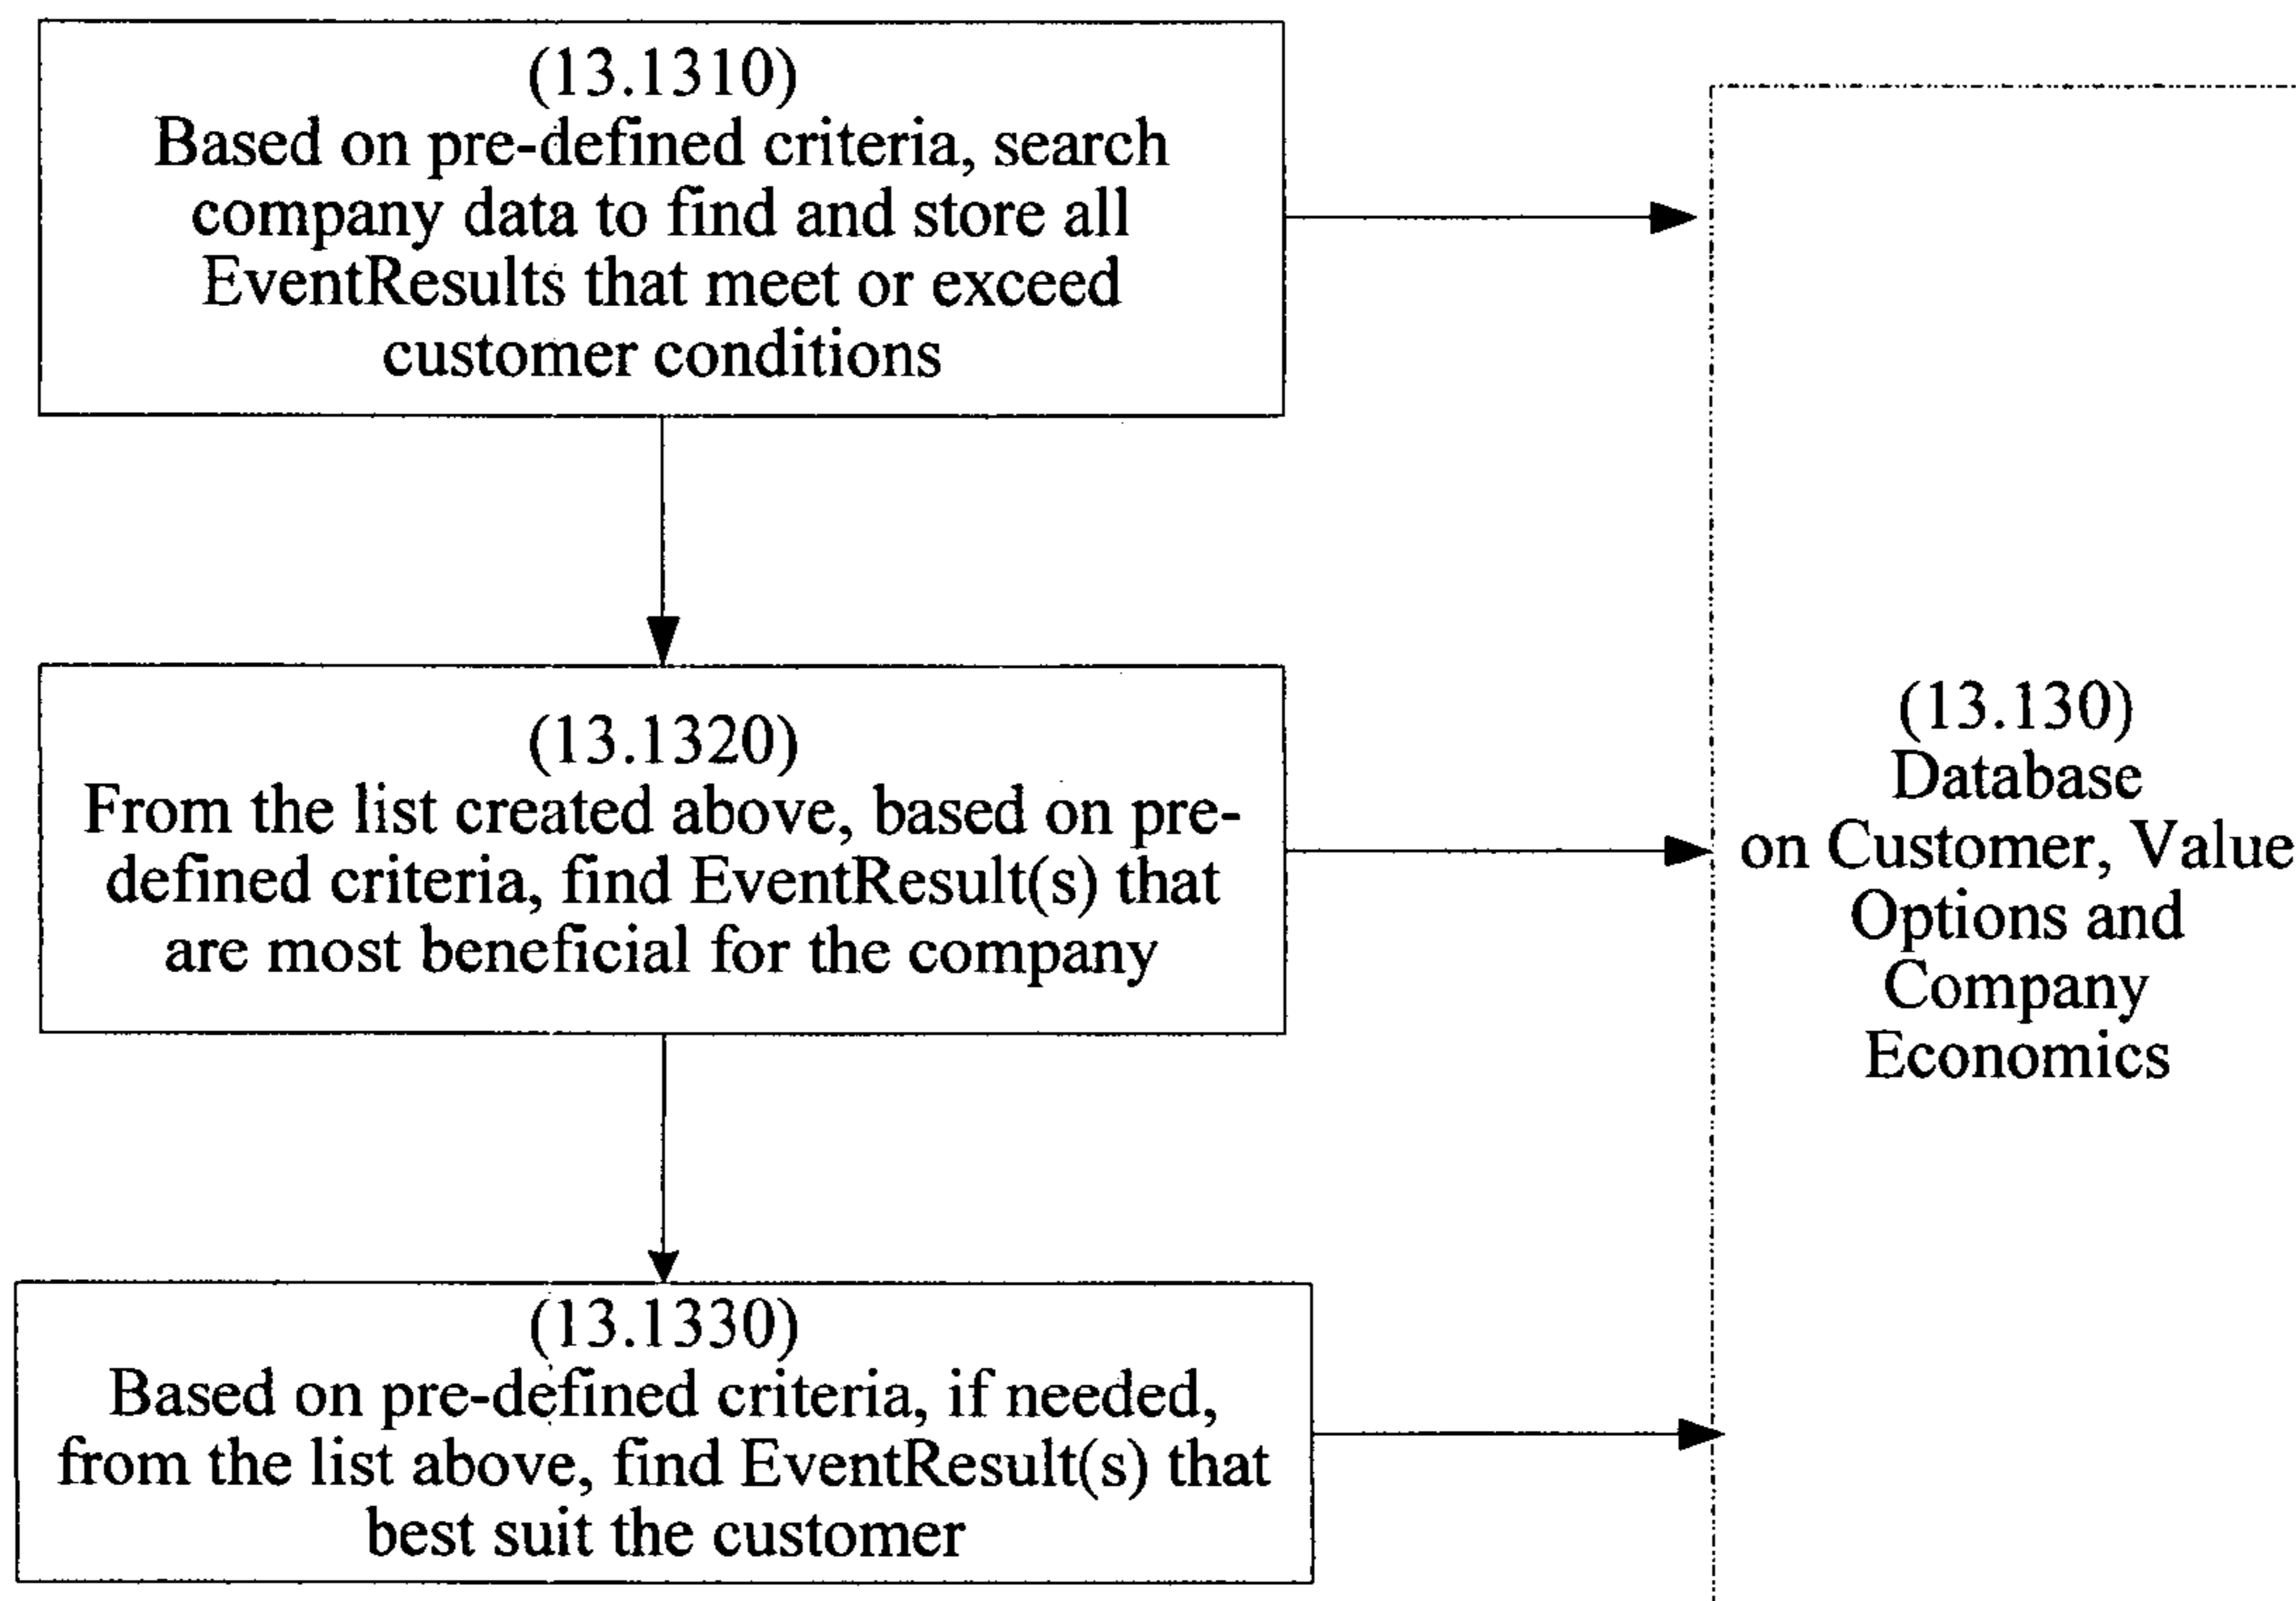 (13.1310)
Based on pre-defined criteria, search
company data to find and store all
EventResults that meet or exceed
customer conditions
(13.1320)
From the list created above, based on pre-
defined criteria, find EventResult(s) that
are most beneficial for the company
(13.1330)
Based on pre-defined criteria, if needed,
from the list above, find EventResult(s) that
best suit the customer
(13.130)
Database
on Customer, Value
Options and
Company
Economics